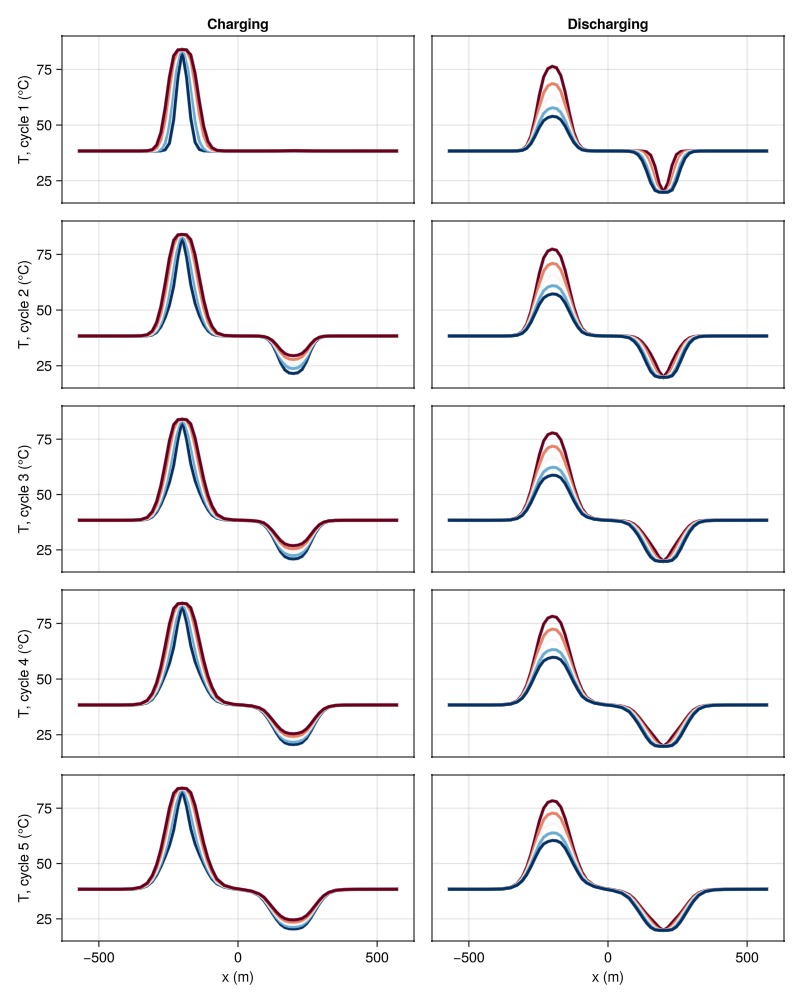 Charging Discharging
T, cycle 1 (°C)
75
50
25
T, cycle 2 (°C)
75
50
25
T, cycle 3 (°C)
75
50
25
T, cycle 4 (°C)
75
50
25
T, cycle 5 (°C)
75
50
25
−500 0 500 −500 0 500
x (m) x (m)